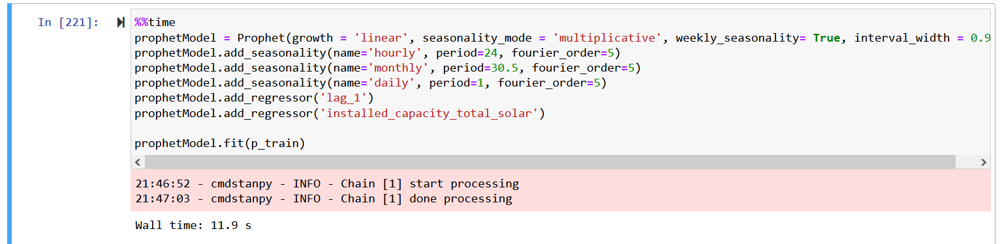 In [221]:
%%time
prophetModel = Prophet(growth = 'linear', seasonality_mode = 'multiplicative', weekly_seasonality= True, interval_width = 0.9
prophetModel.add_seasonality(name='hourly', period=24, fourier_order=5)
prophetModel.add_seasonality(name='monthly', period=30.5, fourier_order=5)
prophetModel.add_seasonality(name='daily', period=1, fourier_order=5)
prophetModel.add_regressor('lag_1')
prophetModel.add_regressor('installed_capacity_total_solar')
prophetModel.fit(p_train)
21:46:52 - cmdstanpy - INFO - Chain [1] start processing
21:47:03 - cmdstanpy - INFO - Chain [1] done processing
Wall time: 11.9 s